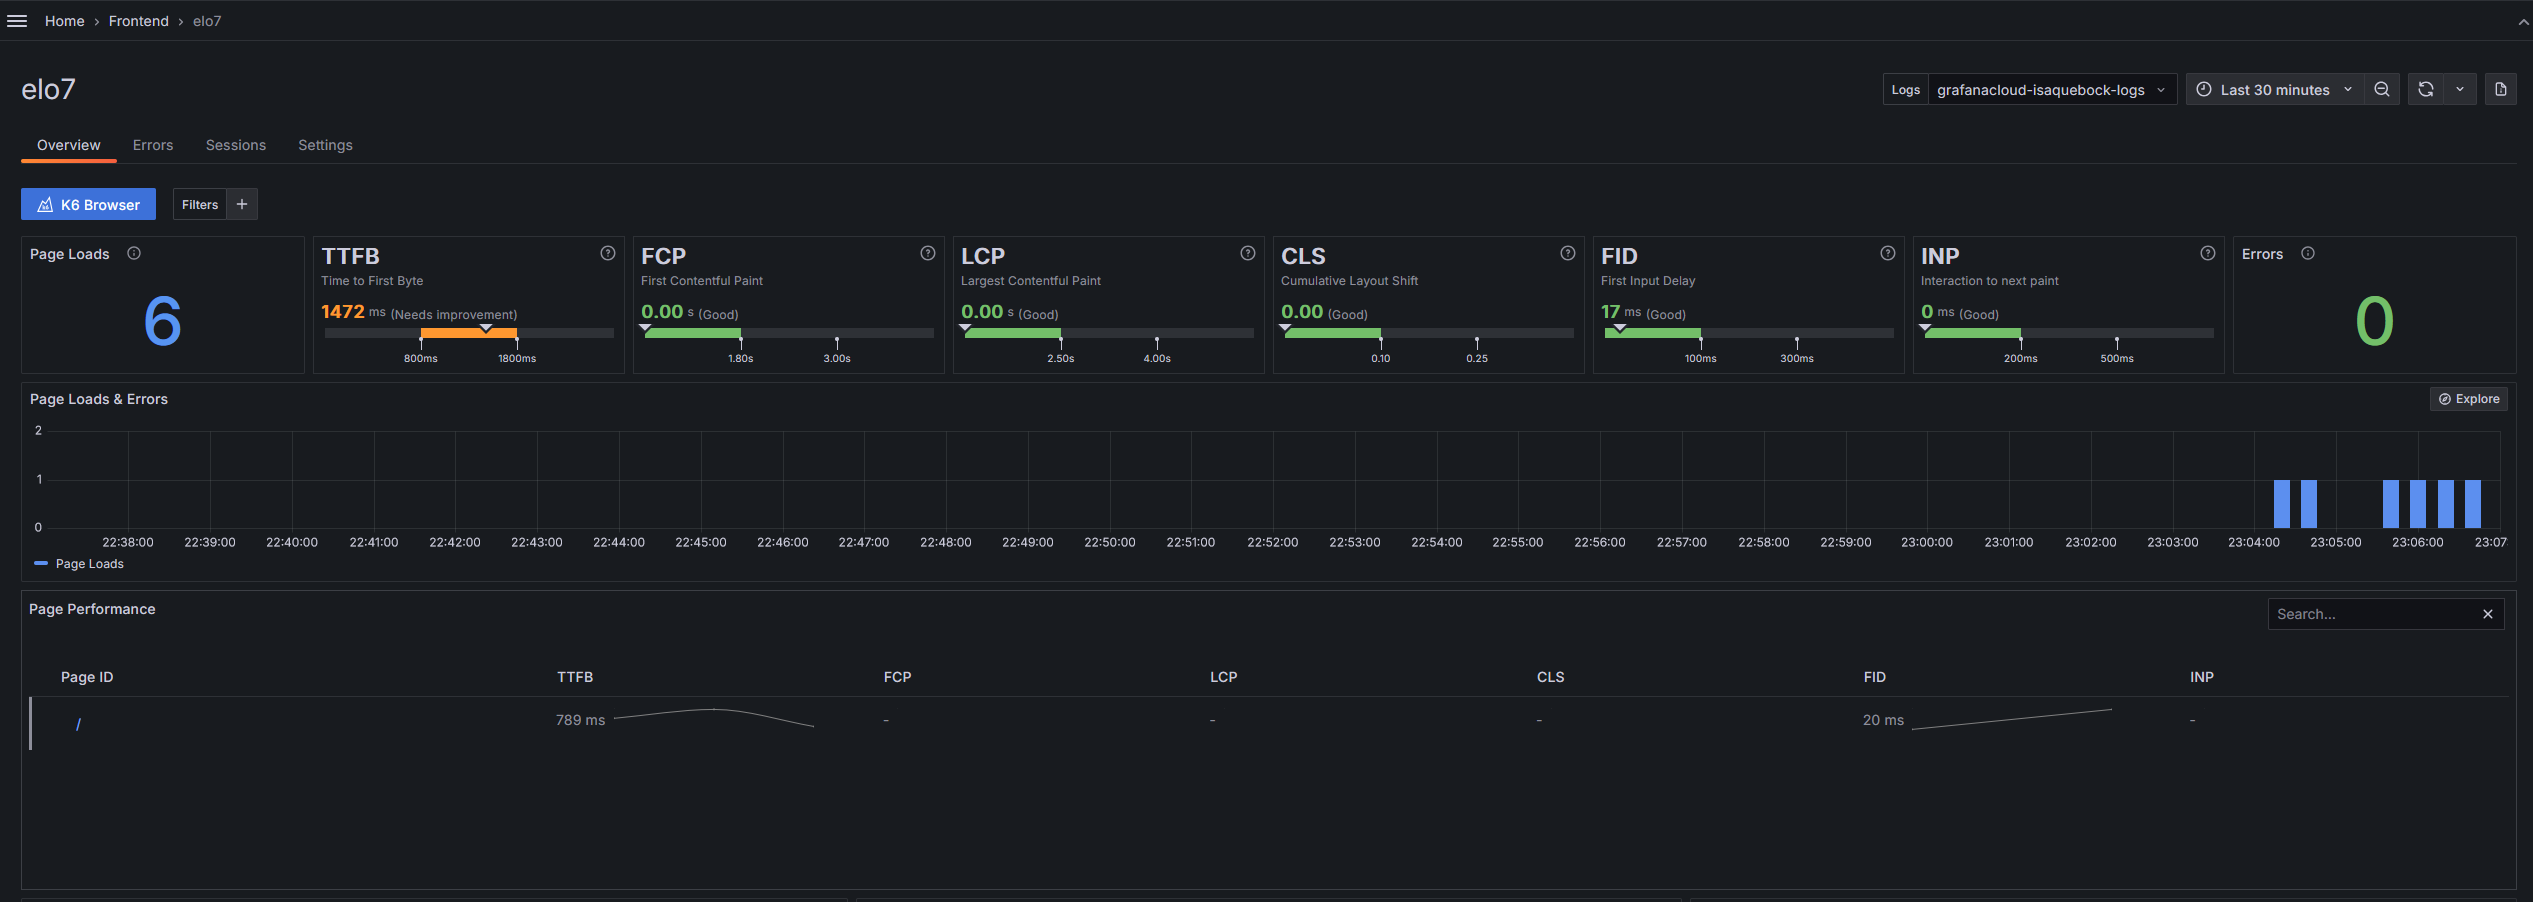 Home › Frontend › elo7
elo7
Logs grafanacloud-isaquebock-logs Last 30 minutes
Overview Errors Sessions Settings
K6 Browser Filters +
Page Loads
6
TTFB
Time to First Byte
1472 ms (Needs improvement)
800ms 1800ms
FCP
First Contentful Paint
0.00 s (Good)
1.80s 3.00s
LCP
Largest Contentful Paint
0.00 s (Good)
2.50s 4.00s
CLS
Cumulative Layout Shift
0.00 (Good)
0.10 0.25
FID
First Input Delay
17 ms (Good)
100ms 300ms
INP
Interaction to next paint
0 ms (Good)
200ms 500ms
Errors
0
Page Loads & Errors
Explore
2
1
0
22:38:00 22:39:00 22:40:00 22:41:00 22:42:00 22:43:00 22:44:00 22:45:00 22:46:00 22:47:00 22:48:00 22:49:00 22:50:00 22:51:00 22:52:00 22:53:00 22:54:00 22:55:00 22:56:00 22:57:00 22:58:00 22:59:00 23:00:00 23:01:00 23:02:00 23:03:00 23:04:00 23:05:00 23:06:00 23:07:
Page Loads
Page Performance
Search...
Page ID TTFB FCP LCP CLS FID INP
/ 789 ms - - - 20 ms -